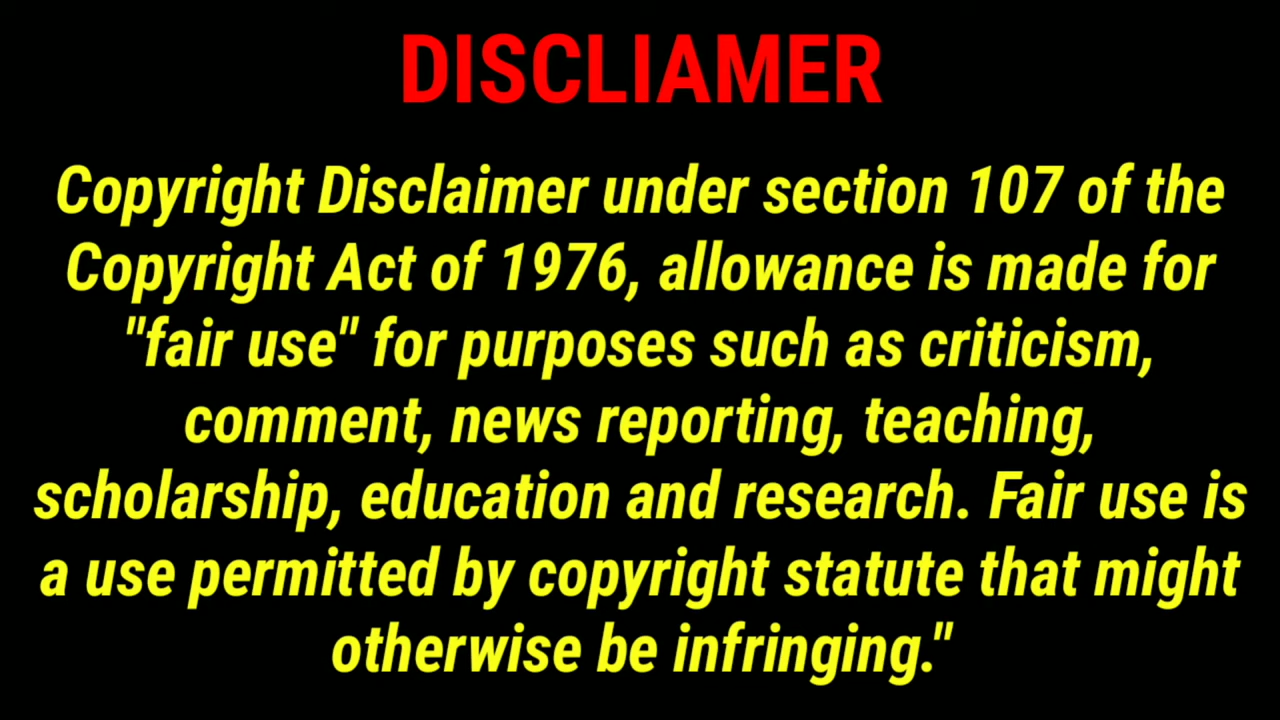 DISCLIAMER
Copyright Disclaimer under section 107 of the
Copyright Act of 1976, allowance is made for
"fair use" for purposes such as criticism,
comment, news reporting, teaching,
scholarship, education and research. Fair use is
a use permitted by copyright statute that might
otherwise be infringing."